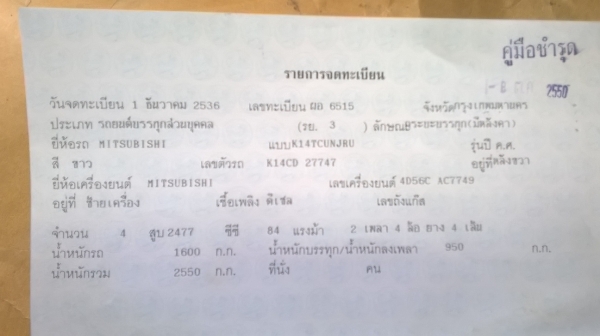 คู่มือชำรุด
รายการจดทะเบียน
2550
วันจดทะเบียน 1 ธันวาคม 2536 เลขทะเบียน ผอ 6515 จังหวัดกรุงเทพมหานคร
ประเภท รถยนต์บรรทุกส่วนบุคคล (รย. 3 ) ลักษณะกระบะบรรทุก(มีหลังคา)
ยี่ห้อรถ MITSUBISHI แบบK14TCUNJRU รุ่นปี ค.ศ.
สี ขาว เลขตัวรถ K14CD 27747 อยู่ที่คัสซีขวา
ยี่ห้อเครื่องยนต์ MITSUBISHI เลขเครื่องยนต์ 4D56C AC7749
อยู่ที่ ซ้ายเครื่อง เชื้อเพลิง ดีเซล เลขถังแก๊ส
จำนวน 4 สูบ 2477 ซีซี 84 แรงม้า 2 เพลา 4 ล้อ ยาง 4 เส้น
น้ำหนักรถ 1600 ก.ก. น้ำหนักบรรทุก/น้ำหนักลงเพลา 950 ก.ก.
น้ำหนักรวม 2550 ก.ก. ที่นั่ง คน